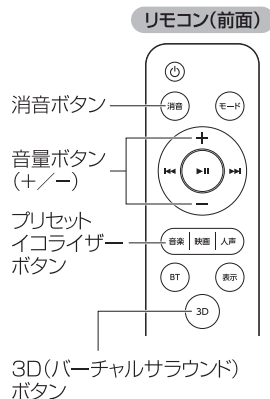 リモコン(前面)
消音ボタン
消音
モード
音量ボタン
(+/−)
+
−
プリセット
イコライザー
ボタン
音楽 映画 人声
BT
表示
3D
3D(バーチャルサラウンド)
ボタン